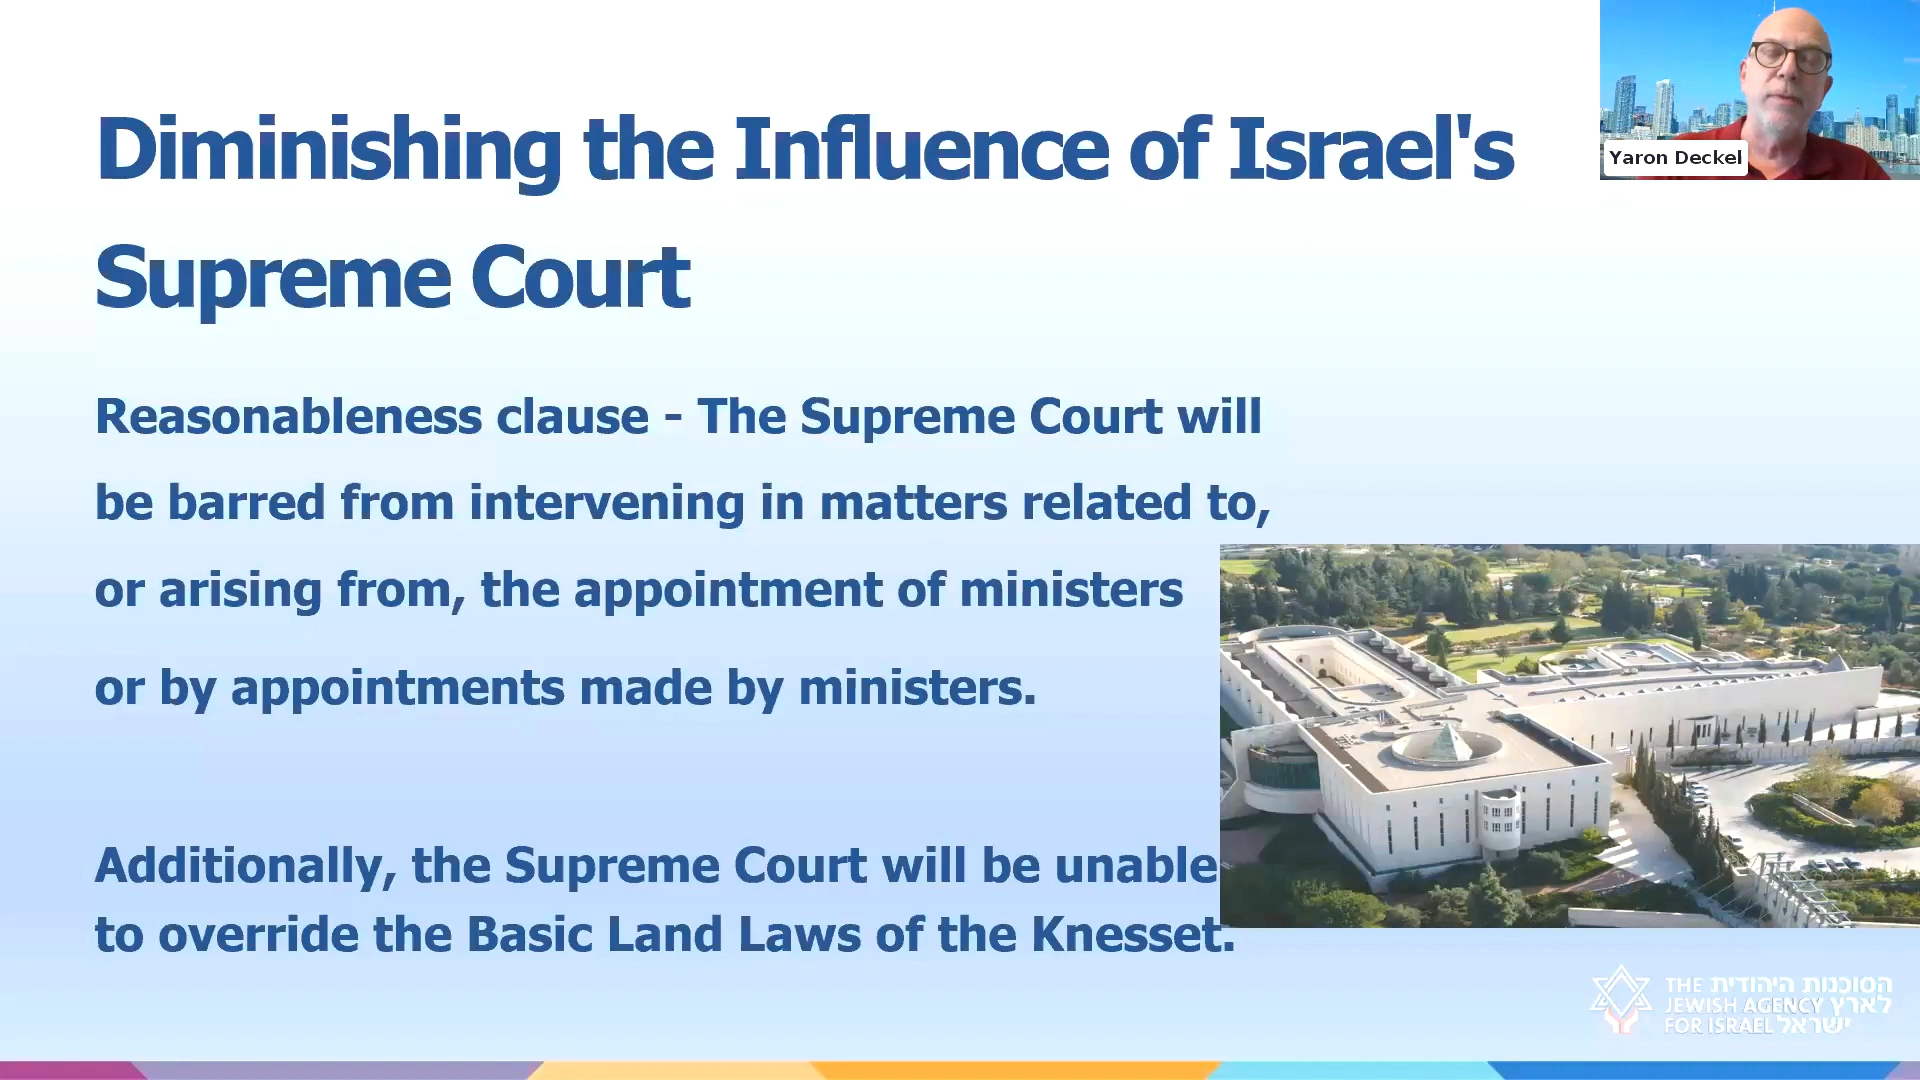 Diminishing the Influence of Israel's
Supreme Court
Yaron Deckel
Reasonableness clause - The Supreme Court will
be barred from intervening in matters related to,
or arising from, the appointment of ministers
or by appointments made by ministers.
Additionally, the Supreme Court will be unable
to override the Basic Land Laws of the Knesset.
THE הסוכנות היהודית
JEWISH AGENCY לארץ
FOR ISRAEL ישראל